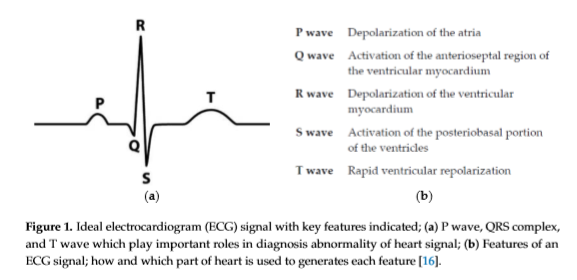 R
P
T
Q
S
(a)
P wave Depolarization of the atria
Q wave Activation of the anterioseptal region of
the ventricular myocardium
R wave Depolarization of the ventricular
myocardium
S wave Activation of the posteriobasal portion
of the ventricles
T wave Rapid ventricular repolarization
(b)
Figure 1. Ideal electrocardiogram (ECG) signal with key features indicated; (a) P wave, QRS complex,
and T wave which play important roles in diagnosis abnormality of heart signal; (b) Features of an
ECG signal; how and which part of heart is used to generates each feature [16].